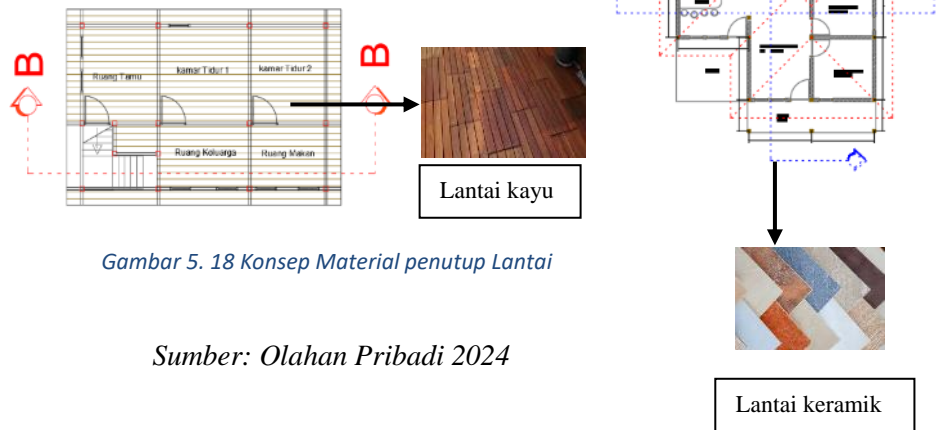 B
B
Ruang Tamu
kamar Tidur 1
kamar Tidur 2
Ruang Keluarga
Ruang Makan
Lantai kayu
Gambar 5. 18 Konsep Material penutup Lantai
Sumber: Olahan Pribadi 2024
Lantai keramik